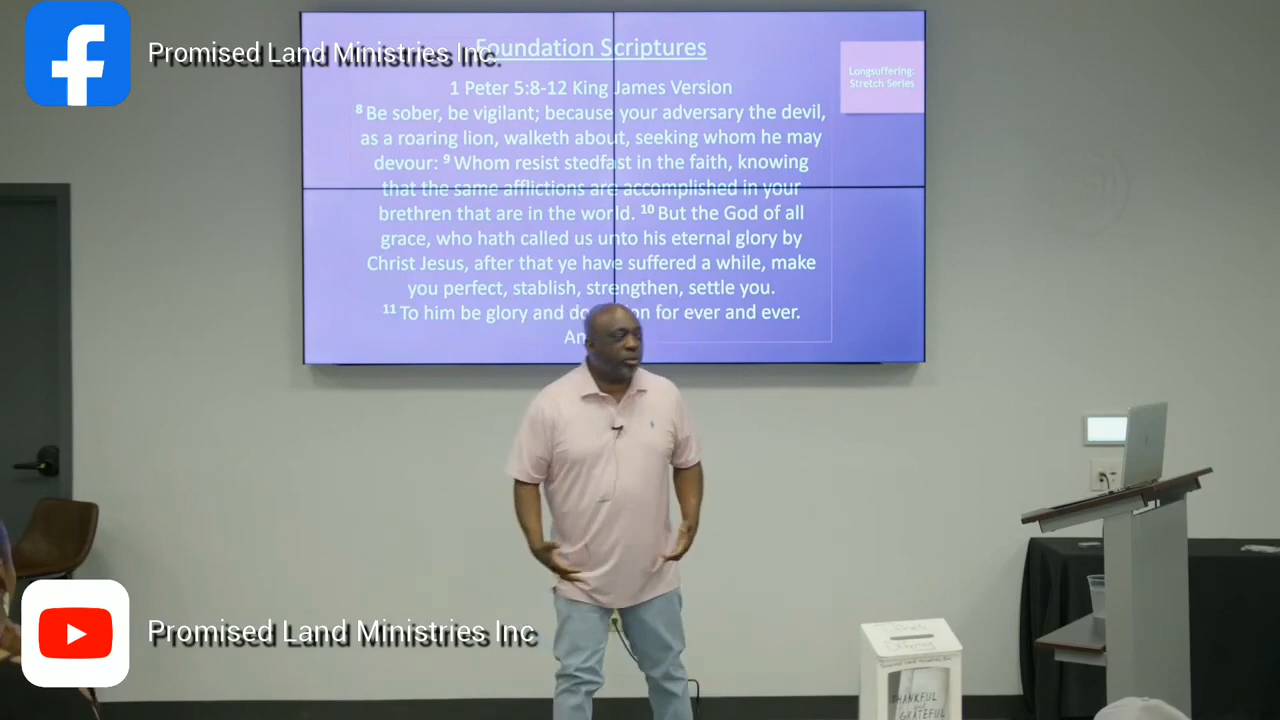 Foundation Scriptures
Promised Land Ministries Inc.
Longsuffering:
Stretch Series
1 Peter 5:8-12 King James Version
8 Be sober, be vigilant; because your adversary the devil,
as a roaring lion, walketh about, seeking whom he may
devour: 9 Whom resist stedfast in the faith, knowing
that the same afflictions are accomplished in your
brethren that are in the world. 10 But the God of all
grace, who hath called us unto his eternal glory by
Christ Jesus, after that ye have suffered a while, make
you perfect, stablish, strengthen, settle you.
11 To him be glory and do on for ever and ever.
Promised Land Ministries Inc
THANKFUL
GRATEFUL